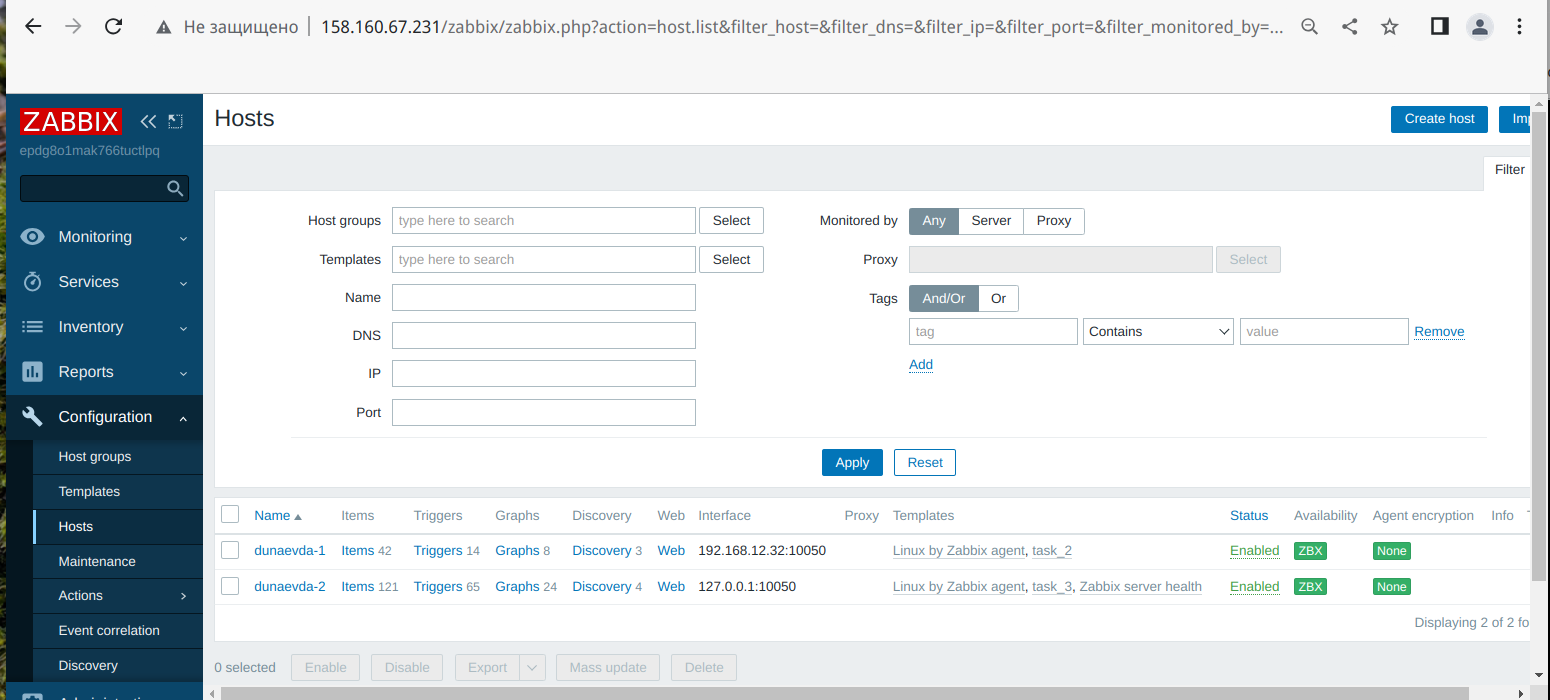 Не защищено 158.160.67.231/zabbix/zabbix.php?action=host.list&filter_host=&filter_dns=&filter_ip=&filter_port=&filter_monitored_by=...
ZABBIX
epdg8o1mak766tuctlpq
Monitoring
Services
Inventory
Reports
Configuration
Host groups
Templates
Hosts
Maintenance
Actions
Event correlation
Discovery
Hosts
Create host
Filter
Host groups type here to search Select
Templates type here to search Select
Name
DNS
IP
Port
Monitored by Any Server Proxy
Proxy Select
Tags And/Or Or
tag Contains value Remove
Add
Apply Reset
Name Items Triggers Graphs Discovery Web Interface Proxy Templates Status Availability Agent encryption Info
dunaevda-1 Items 42 Triggers 14 Graphs 8 Discovery 3 Web 192.168.12.32:10050 Linux by Zabbix agent, task_2 Enabled ZBX None
dunaevda-2 Items 121 Triggers 65 Graphs 24 Discovery 4 Web 127.0.0.1:10050 Linux by Zabbix agent, task_3, Zabbix server health Enabled ZBX None
Displaying 2 of 2 fo
0 selected Enable Disable Export Mass update Delete